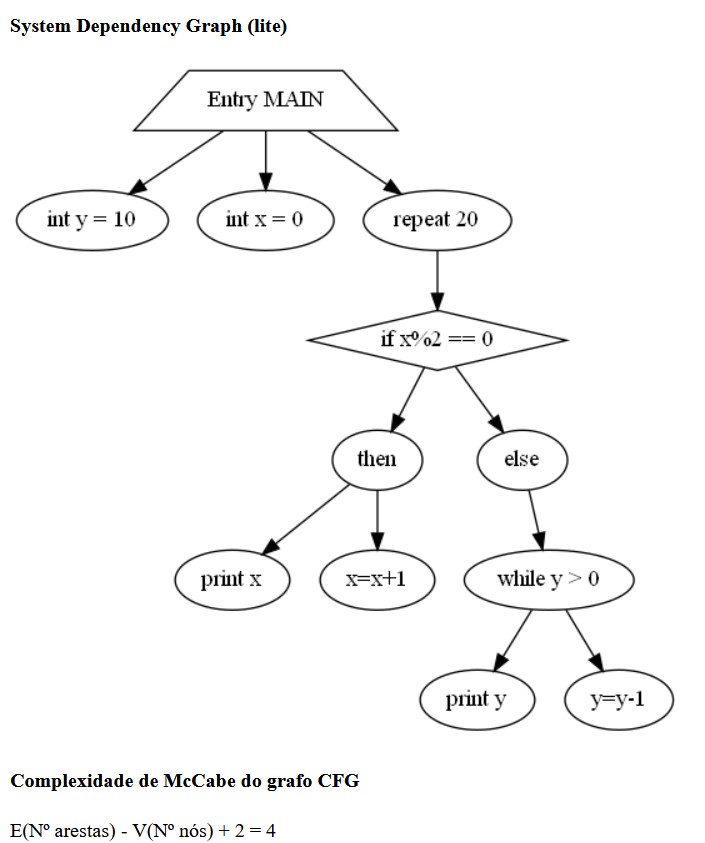 System Dependency Graph (lite)
Entry MAIN
int y = 10
int x = 0
repeat 20
if x%2 == 0
then
else
print x
x=x+1
while y > 0
print y
y=y-1
Complexidade de McCabe do grafo CFG
E(Nº arestas) - V(Nº nós) + 2 = 4